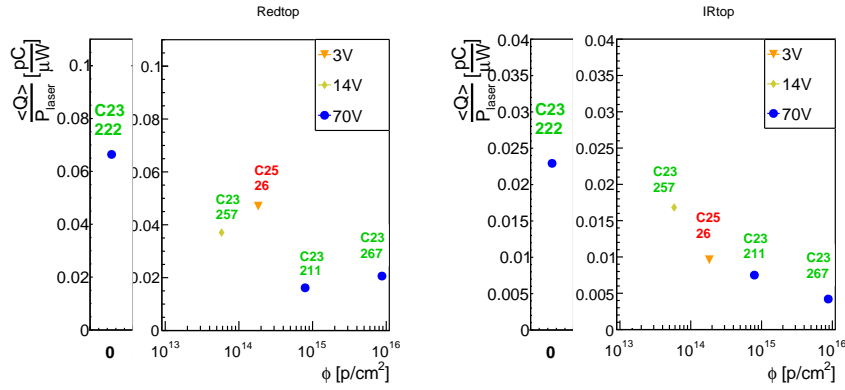 Redtop
<Q> / P_laser [pC / μW]
0.1
0.08
0.06
0.04
0.02
0
C23
222
0
3V
14V
70V
0.1
0.08
0.06
0.04
0.02
0
C23
257
C25
26
C23
211
C23
267
10^13
10^14
10^15
10^16
ϕ [p/cm²]
IRtop
<Q> / P_laser [pC / μW]
0.04
0.035
0.03
0.025
0.02
0.015
0.01
0.005
0
C23
222
0
3V
14V
70V
0.04
0.035
0.03
0.025
0.02
0.015
0.01
0.005
0
C23
257
C25
26
C23
211
C23
267
10^13
10^14
10^15
10^16
ϕ [p/cm²]